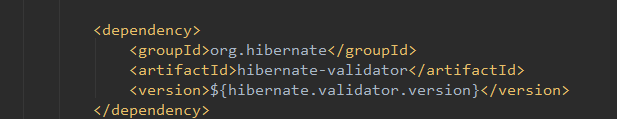 <dependency>
<groupId>org.hibernate</groupId>
<artifactId>hibernate-validator</artifactId>
<version>${hibernate.validator.version}</version>
</dependency>